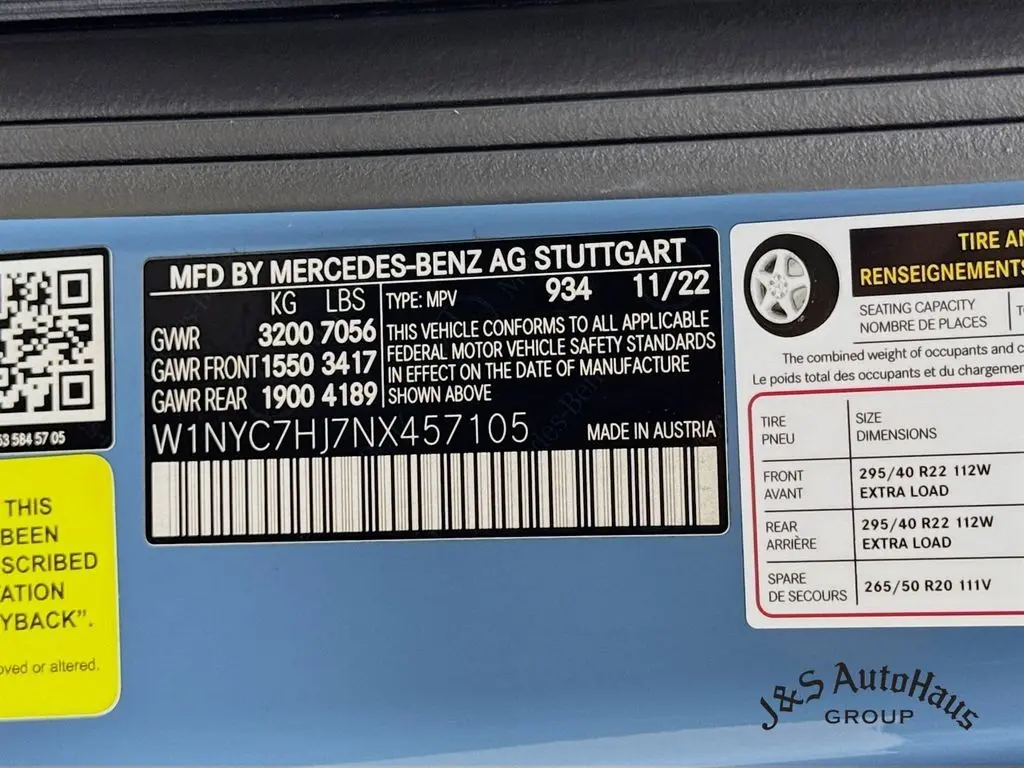 MFD BY MERCEDES-BENZ AG STUTTGART
KG LBS
GVWR 3200 7056
GAWR FRONT 1550 3417
GAWR REAR 1900 4189
TYPE: MPV 934 11/22
THIS VEHICLE CONFORMS TO ALL APPLICABLE
FEDERAL MOTOR VEHICLE SAFETY STANDARDS
IN EFFECT ON THE DATE OF MANUFACTURE
SHOWN ABOVE
W1NYC7HJ7NX457105 MADE IN AUSTRIA
63 584 57 05
THIS
BEEN
SCRIBED
ATION
YBACK”.
oved or altered.
TIRE AN
RENSEIGNEMENTS
SEATING CAPACITY
NOMBRE DE PLACES
The combined weight of occupants and c
Le poids total des occupants et du chargemen
TIRE
PNEU
SIZE
DIMENSIONS
FRONT
AVANT
295/40 R22 112W
EXTRA LOAD
REAR
ARRIÈRE
295/40 R22 112W
EXTRA LOAD
SPARE
DE SECOURS
265/50 R20 111V
J&S AutoHaus
GROUP